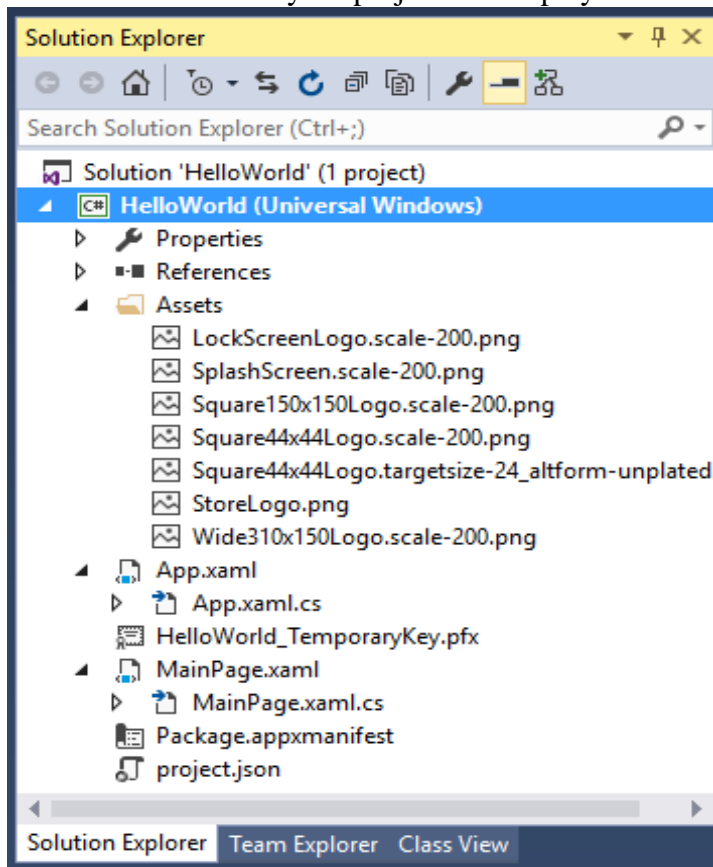 Solution Explorer
Search Solution Explorer (Ctrl+;)
Solution 'HelloWorld' (1 project)
C# HelloWorld (Universal Windows)
Properties
References
Assets
LockScreenLogo.scale-200.png
SplashScreen.scale-200.png
Square150x150Logo.scale-200.png
Square44x44Logo.scale-200.png
Square44x44Logo.targetsize-24_altform-unplated
StoreLogo.png
Wide310x150Logo.scale-200.png
App.xaml
App.xaml.cs
HelloWorld_TemporaryKey.pfx
MainPage.xaml
MainPage.xaml.cs
Package.appxmanifest
project.json
Solution Explorer Team Explorer Class View